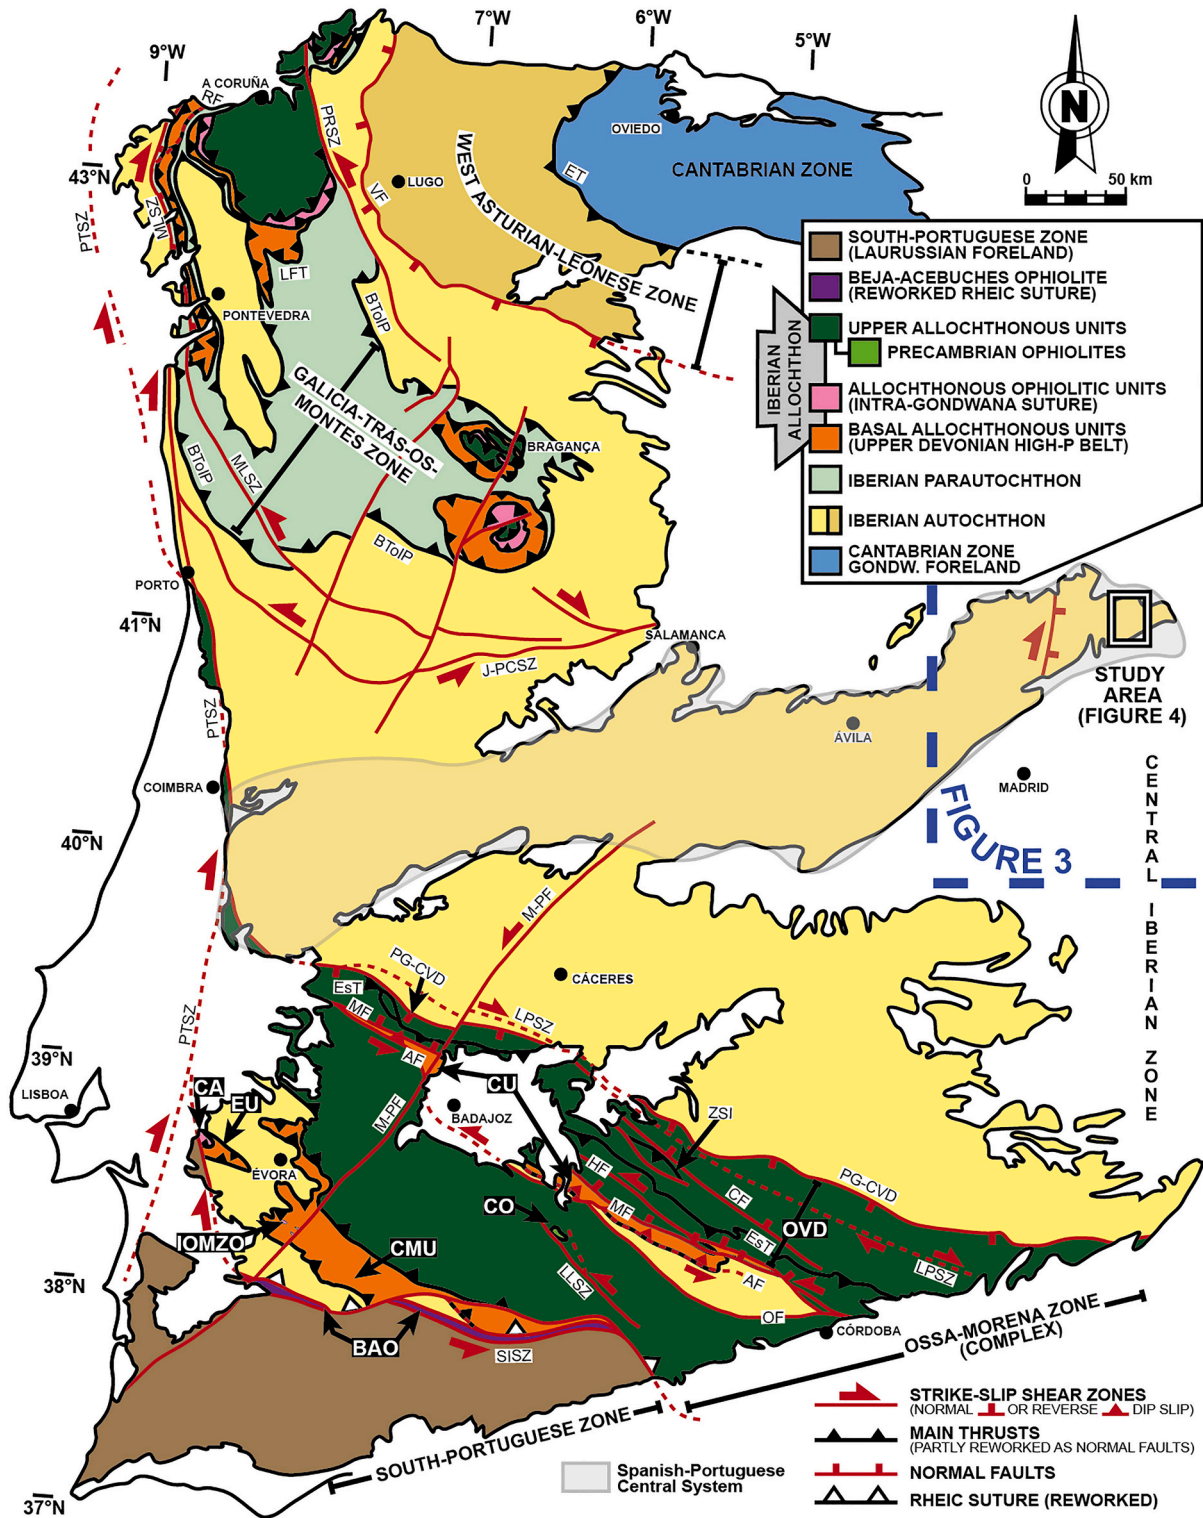 7°W
6°W
5°W
9°W
A CORUÑA
RF
PRSZ
OVIEDO
N
CANTABRIAN ZONE
43°N
LUGO
ET
0
50 km
WEST ASTURIAN-LEONESE ZONE
VF
PTSZ
MLSZ
LFT
BToIP
PONTEVEDRA
SOUTH-PORTUGUESE ZONE
(LAURUSSIAN FORELAND)
BEJA-ACEBUCHES OPHIOLITE
(REWORKED RHEIC SUTURE)
UPPER ALLOCHTHONOUS UNITS
PRECAMBRIAN OPHIOLITES
IBERIAN
ALLOCHTHON
ALLOCHTHONOUS OPHIOLITIC UNITS
(INTRA-GONDWANA SUTURE)
BASAL ALLOCHTHONOUS UNITS
(UPPER DEVONIAN HIGH-P BELT)
IBERIAN PARAUTOCHTHON
IBERIAN AUTOCHTHON
CANTABRIAN ZONE
GONDW. FORELAND
GALICIA-TRÁS-OS-
MONTES ZONE
BRAGANÇA
BToIP
MLSZ
BToIP
PORTO
41°N
SALAMANCA
J-PCSZ
STUDY
AREA
(FIGURE 4)
PTSZ
ÁVILA
COIMBRA
MADRID
FIGURE 3
CENTRAL IBERIAN ZONE
40°N
M-PF
PG-CVD
CÁCERES
EsT
MF
LPSZ
PTSZ
39°N
AF
LISBOA
CA
EU
CU
M-PF
BADAJOZ
ZSI
ÉVORA
HF
PG-CVD
MF
CF
CO
OVD
IOMZO
EsT
CMU
LPSZ
38°N
LLSZ
AF
OF
CÓRDOBA
BAO
SISZ
OSSA-MORENA ZONE
(COMPLEX)
SOUTH-PORTUGUESE ZONE
37°N
Spanish-Portuguese
Central System
STRIKE-SLIP SHEAR ZONES
(NORMAL OR REVERSE DIP SLIP)
MAIN THRUSTS
(PARTLY REWORKED AS NORMAL FAULTS)
NORMAL FAULTS
RHEIC SUTURE (REWORKED)